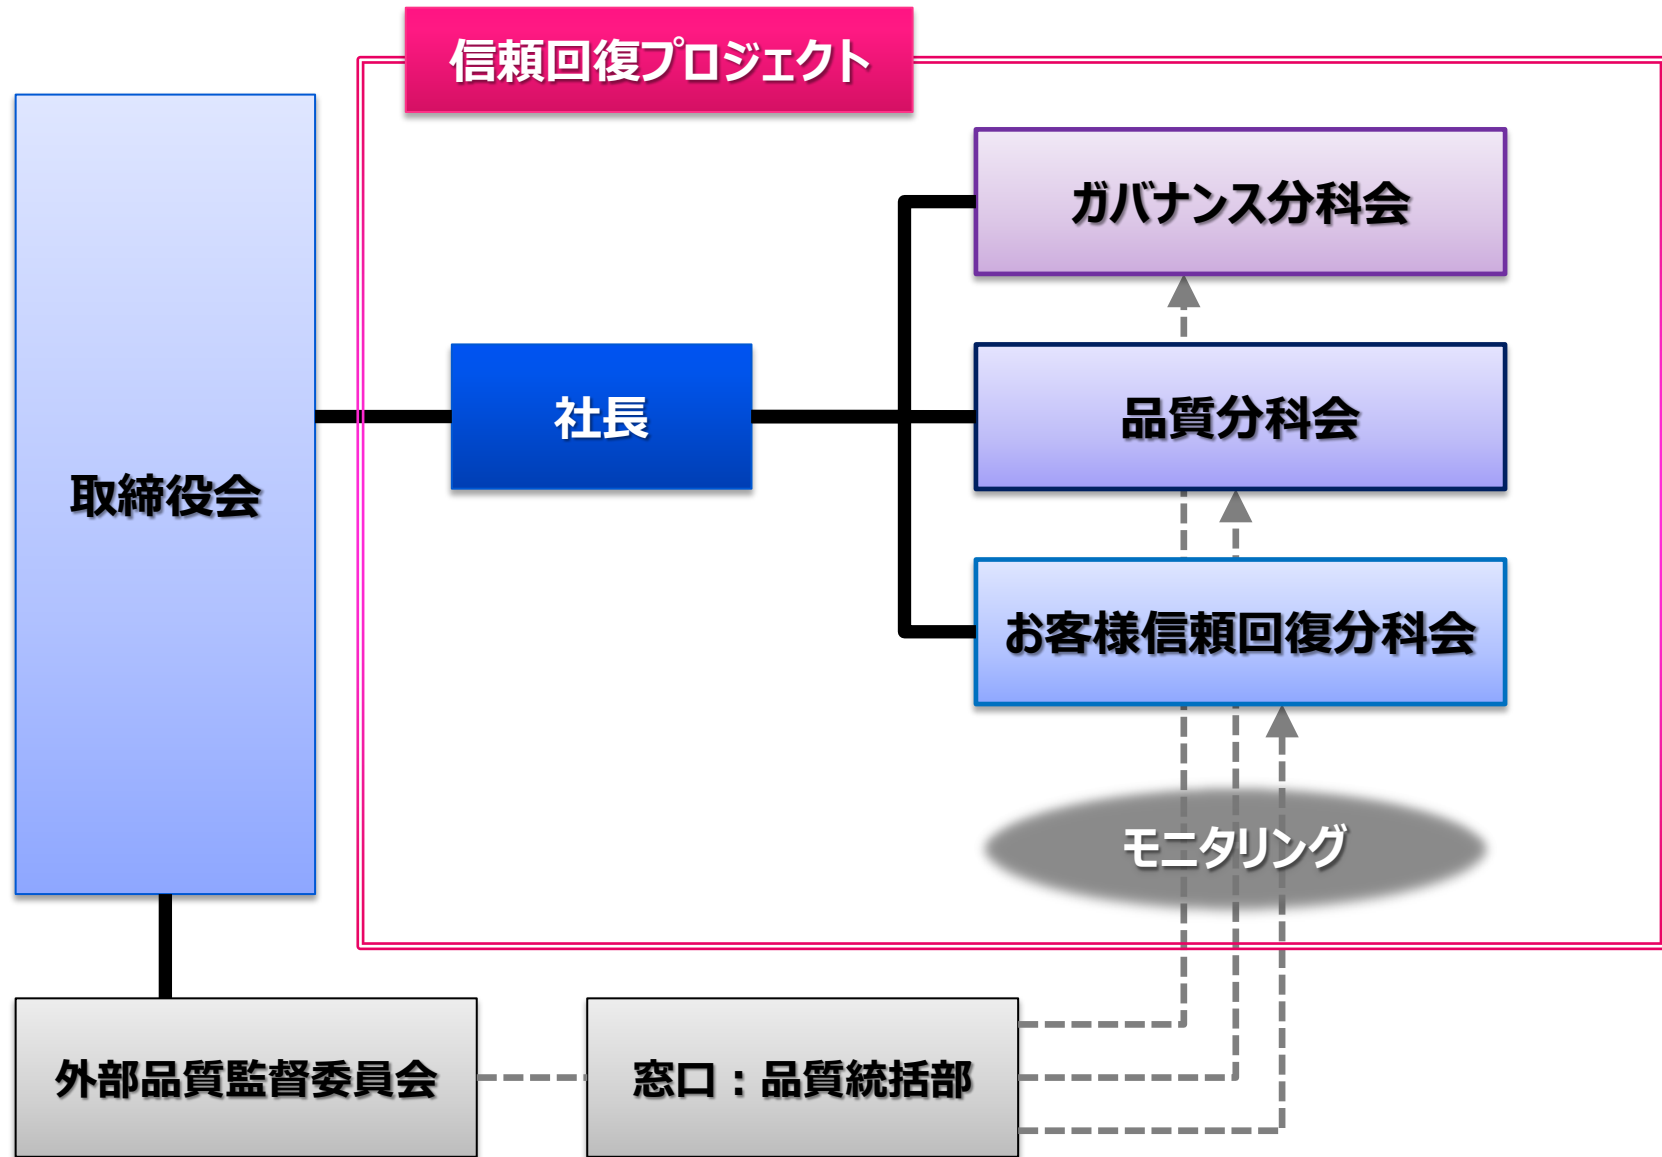 信頼回復プロジェクト
取締役会
社長
ガバナンス分科会
品質分科会
お客様信頼回復分科会
モニタリング
外部品質監督委員会
窓口：品質統括部